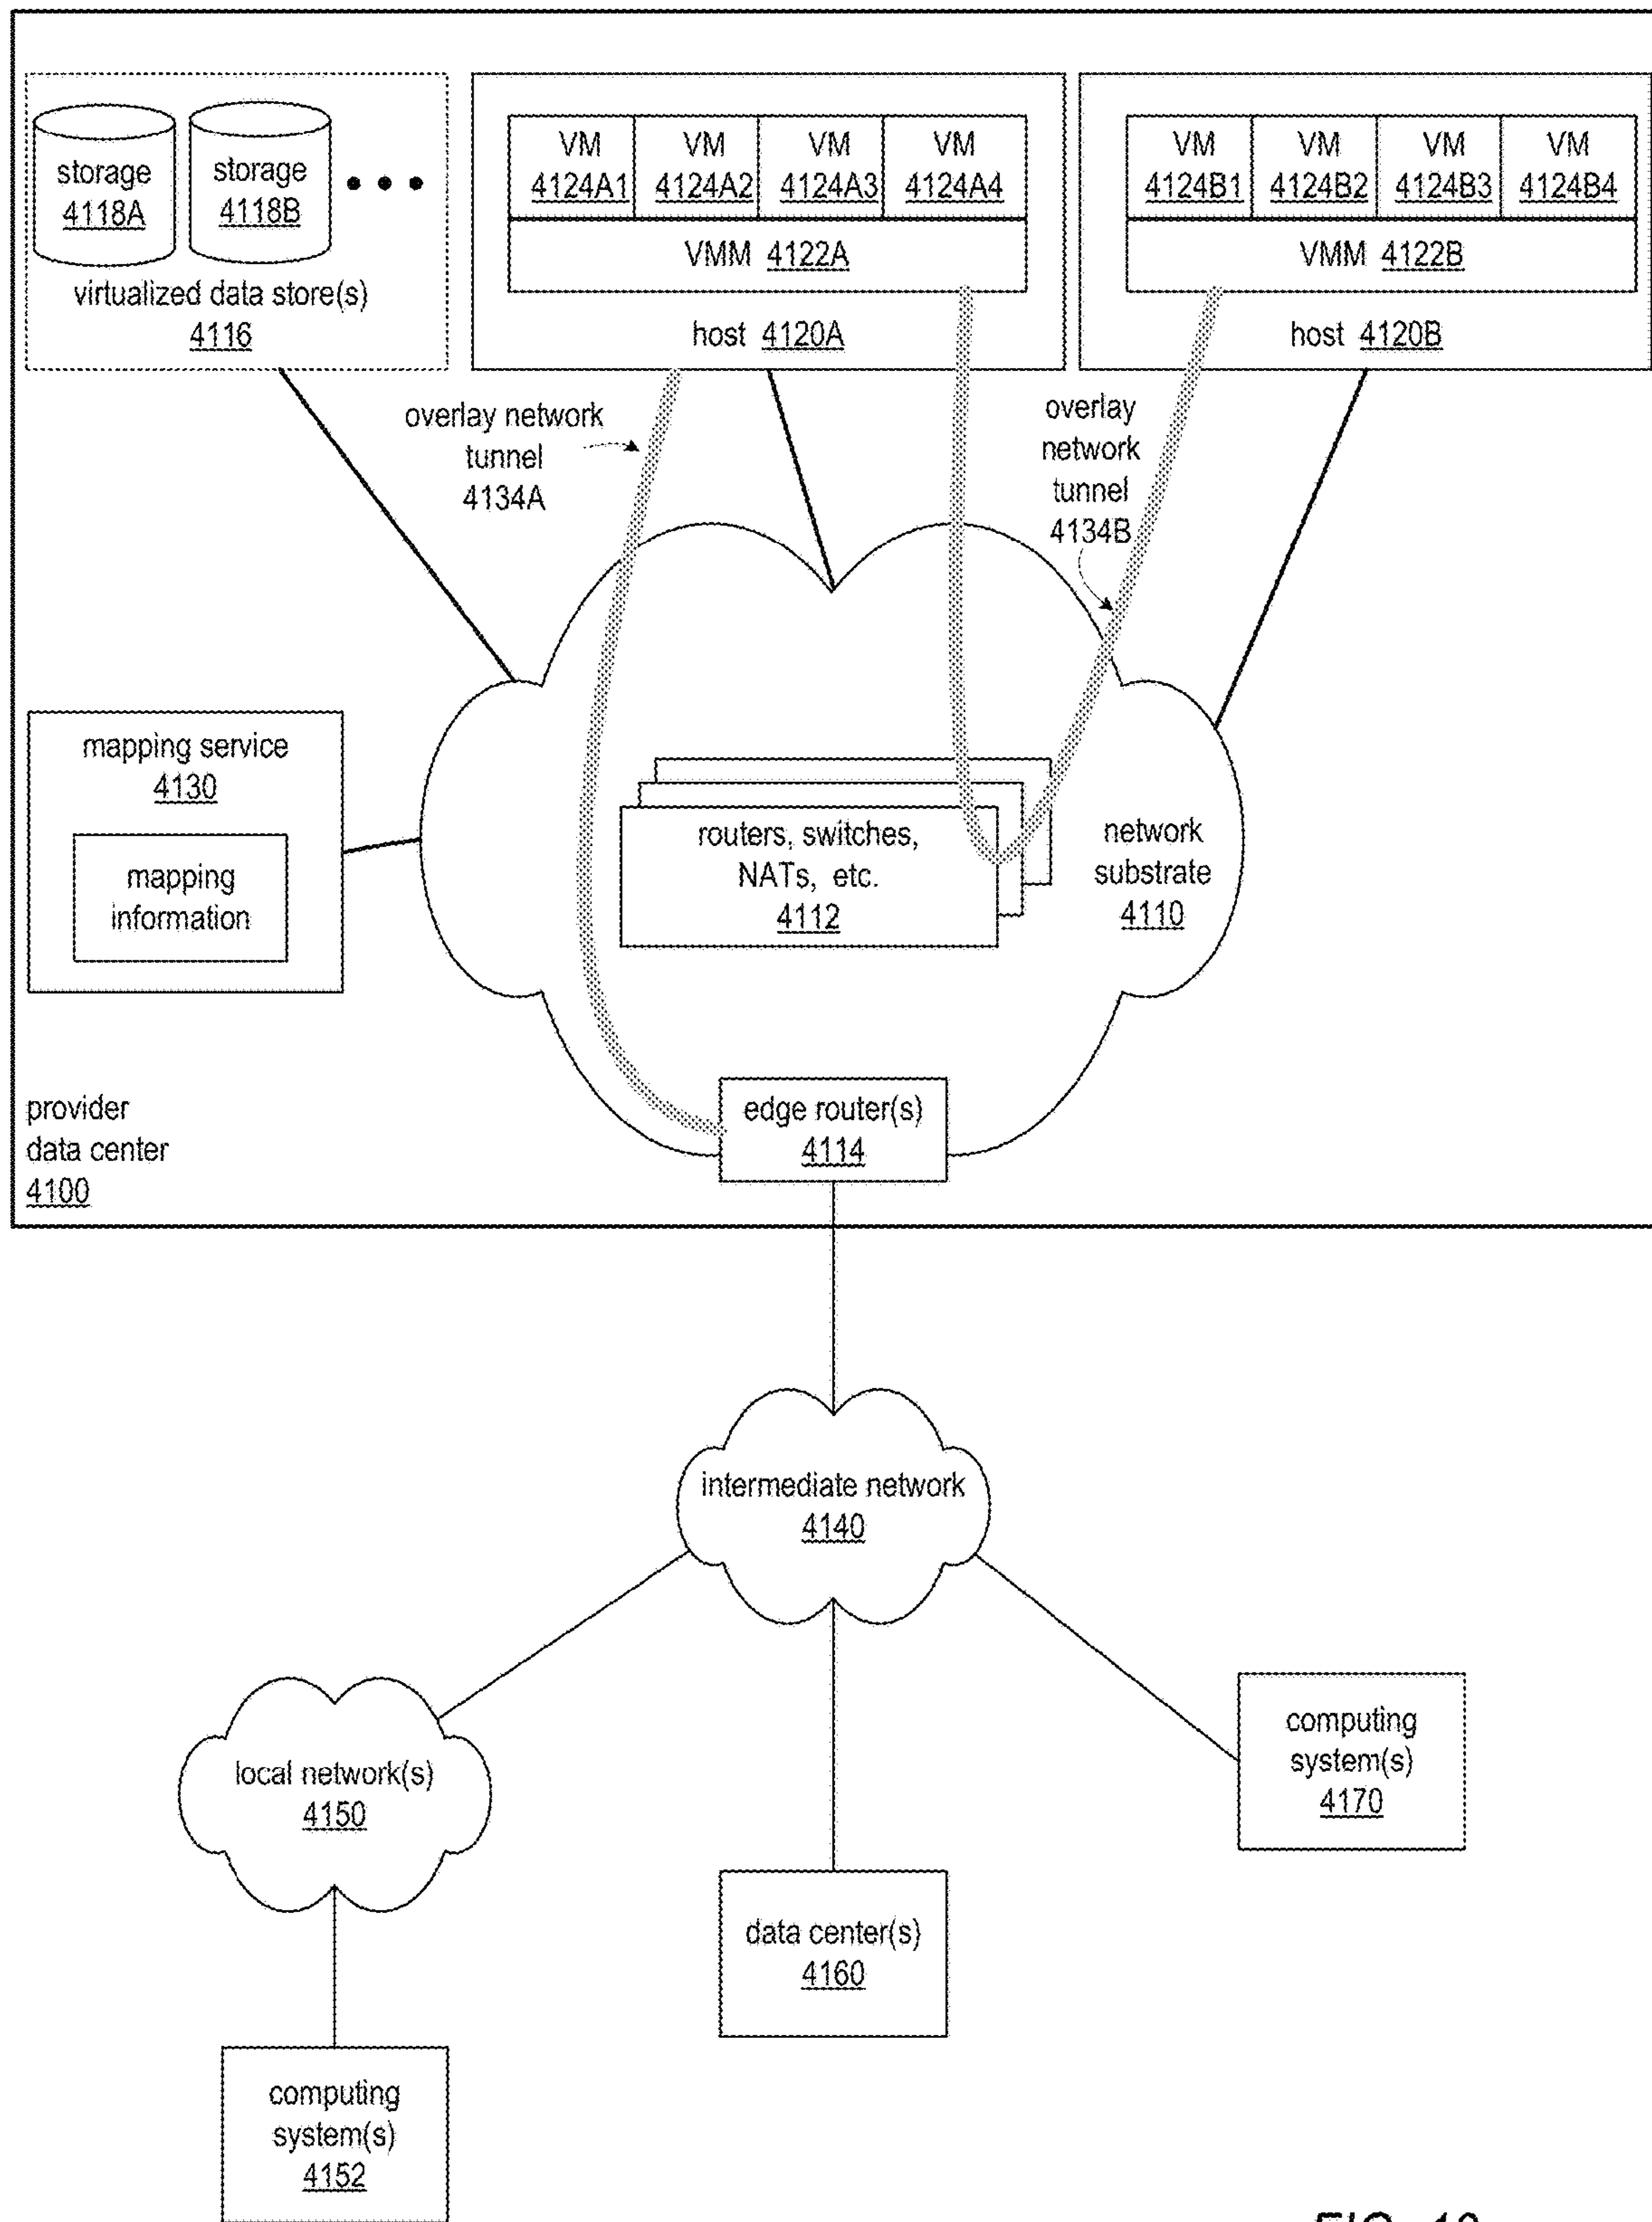 storage
4118A
storage
4118B
virtualized data store(s)
4116
VM
4124A1
VM
4124A2
VM
4124A3
VM
4124A4
VMM 4122A
host 4120A
VM
4124B1
VM
4124B2
VM
4124B3
VM
4124B4
VMM 4122B
host 4120B
overlay network
tunnel
4134A
overlay
network
tunnel
4134B
mapping service
4130
mapping
information
routers, switches,
NATs, etc.
4112
network
substrate
4110
edge router(s)
4114
provider
data center
4100
intermediate network
4140
local network(s)
4150
computing
system(s)
4170
data center(s)
4160
computing
system(s)
4152